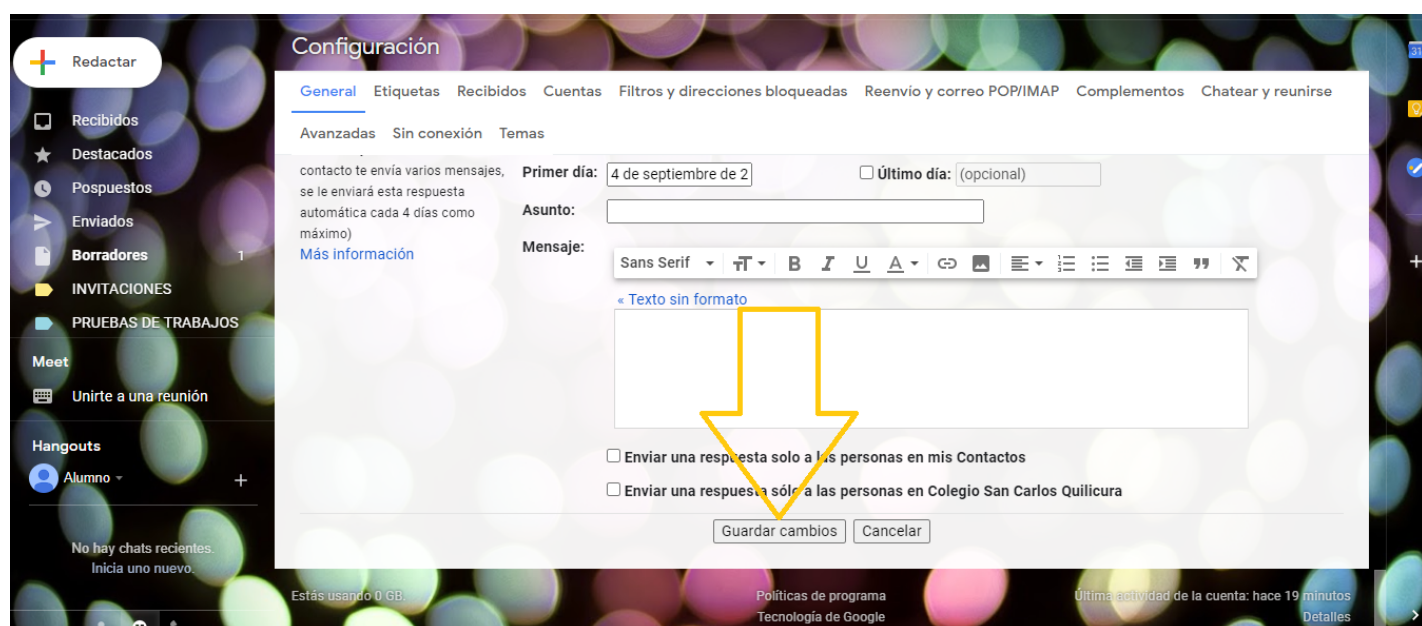 Redactar
Recibidos
Destacados
Pospuestos
Enviados
Borradores 1
INVITACIONES
PRUEBAS DE TRABAJOS
Meet
Unirte a una reunión
Hangouts
Alumno
No hay chats recientes.
Inicia uno nuevo.
Configuración
General Etiquetas Recibidos Cuentas Filtros y direcciones bloqueadas Reenvío y correo POP/IMAP Complementos Chatear y reunirse
Avanzadas Sin conexión Temas
contacto te envía varios mensajes,
se le enviará esta respuesta
automática cada 4 días como
máximo)
Más información
Primer día: 4 de septiembre de 2 Último día: (opcional)
Asunto:
Mensaje:
Sans Serif
« Texto sin formato
Enviar una respuesta solo a las personas en mis Contactos
Enviar una respuesta sólo a las personas en Colegio San Carlos Quilicura
Guardar cambios Cancelar
Estás usando 0 GB.
Políticas de programa
Tecnología de Google
Última actividad de la cuenta: hace 19 minutos
Detalles
31